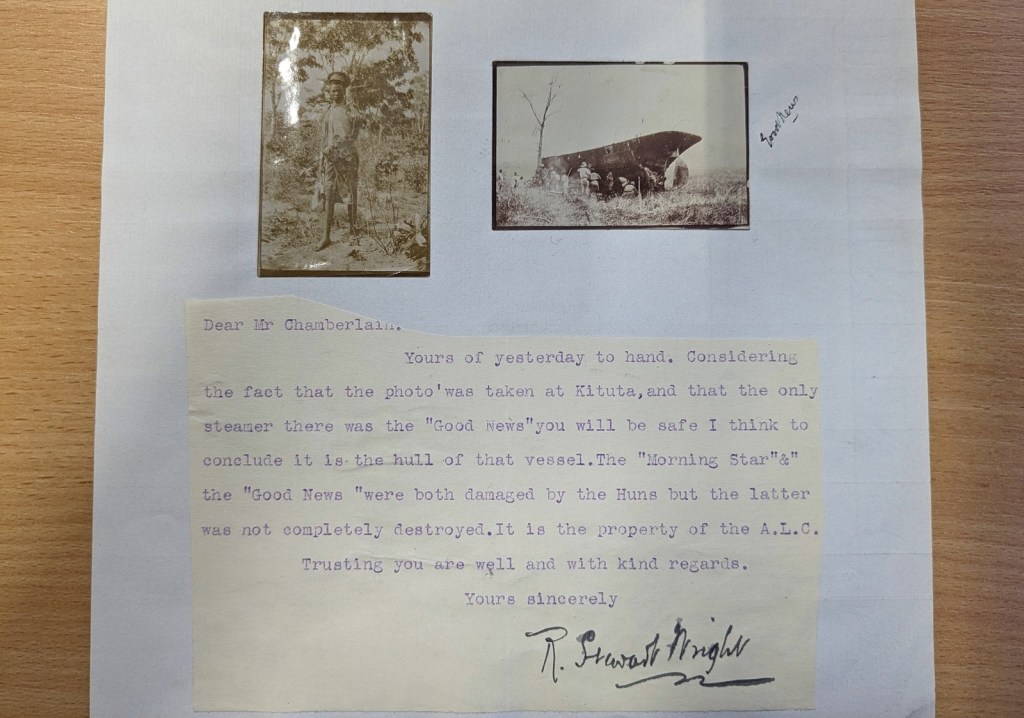 Good News
Dear Mr Chamberlain.
Yours of yesterday to hand. Considering
the fact that the photo'was taken at Kituta,and that the only
steamer there was the "Good News"you will be safe I think to
conclude it is the hull of that vessel.The "Morning Star"&"
the "Good News "were both damaged by the Huns but the latter
was not completely destroyed.It is the property of the A.L.C.
Trusting you are well and with kind regards.
Yours sincerely
R. Stewart Wright